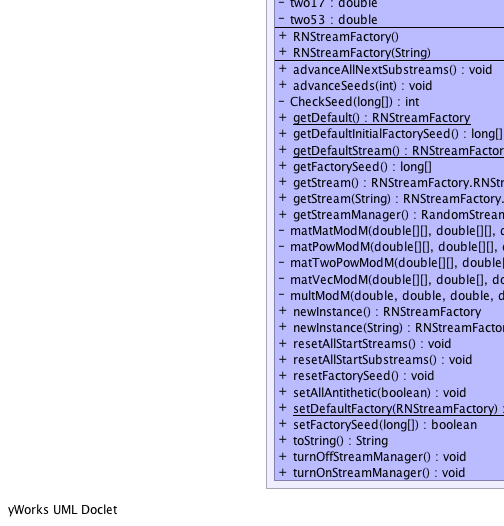 - two17 : double
- two53 : double
+ RNStreamFactory()
+ RNStreamFactory(String)
+ advanceAllNextSubstreams() : void
+ advanceSeeds(int) : void
- CheckSeed(long[]) : int
+ getDefault() : RNStreamFactory
+ getDefaultInitialFactorySeed() : long[]
+ getDefaultStream() : RNStreamFactor
+ getFactorySeed() : long[]
+ getStream() : RNStreamFactory.RNStr
+ getStream(String) : RNStreamFactory.
+ getStreamManager() : RandomStream
- matMatModM(double[][], double[][], d
- matPowModM(double[][], double[][],
- matTwoPowModM(double[][], double[
- matVecModM(double[][], double[], do
- multModM(double, double, double, d
+ newInstance() : RNStreamFactory
+ newInstance(String) : RNStreamFacto
+ resetAllStartStreams() : void
+ resetAllStartSubstreams() : void
+ resetFactorySeed() : void
+ setAllAntithetic(boolean) : void
+ setDefaultFactory(RNStreamFactory) :
+ setFactorySeed(long[]) : boolean
+ toString() : String
+ turnOffStreamManager() : void
+ turnOnStreamManager() : void
yWorks UML Doclet